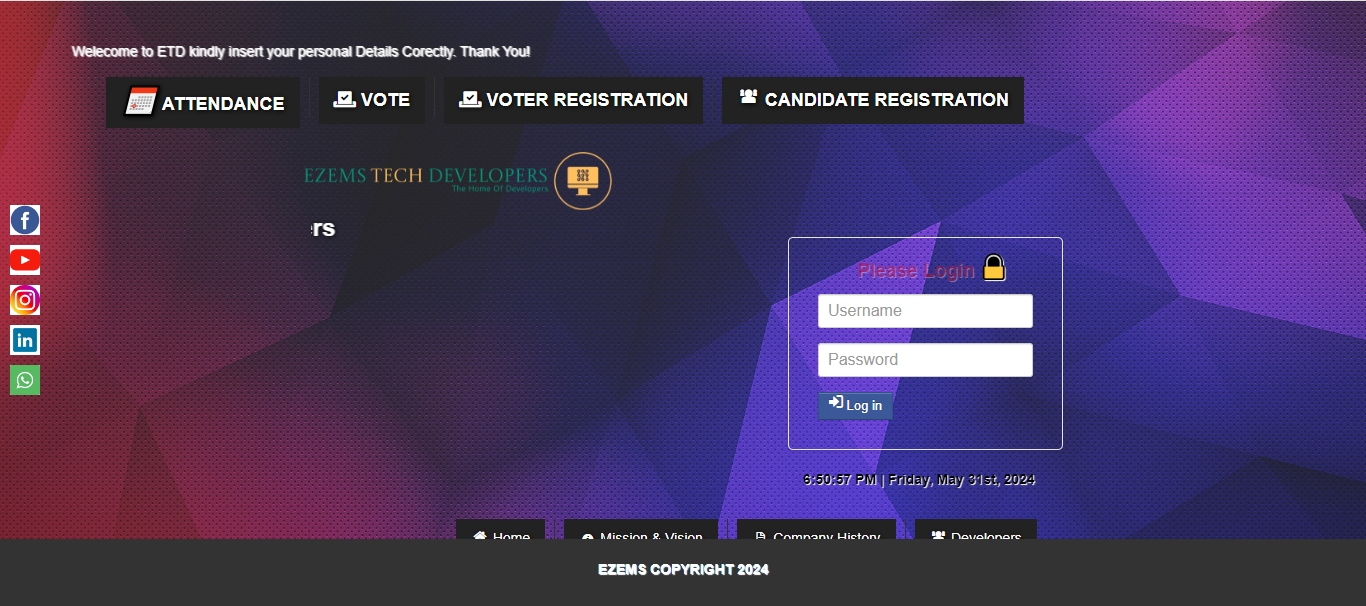 Welcome to ETD kindly insert your personal Details Corectly. Thank You!
ATTENDANCE
VOTE
VOTER REGISTRATION
CANDIDATE REGISTRATION
EZEMS TECH DEVELOPERS
The Home Of Developers
ers
Please Login
Username
Password
Log in
6:50:57 PM | Friday, May 31st, 2024
Home
Mission & Vision
Company History
Developers
EZEMS COPYRIGHT 2024